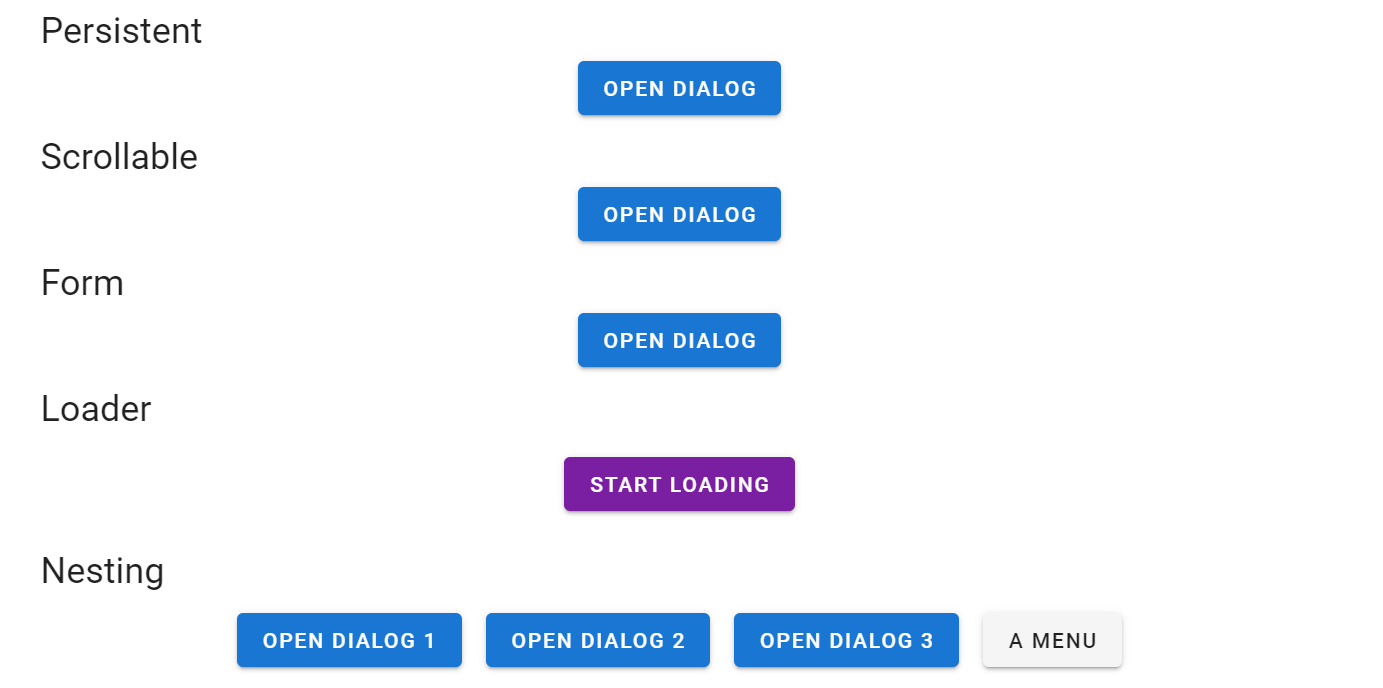 Persistent
OPEN DIALOG
Scrollable
OPEN DIALOG
Form
OPEN DIALOG
Loader
START LOADING
Nesting
OPEN DIALOG 1 OPEN DIALOG 2 OPEN DIALOG 3 A MENU